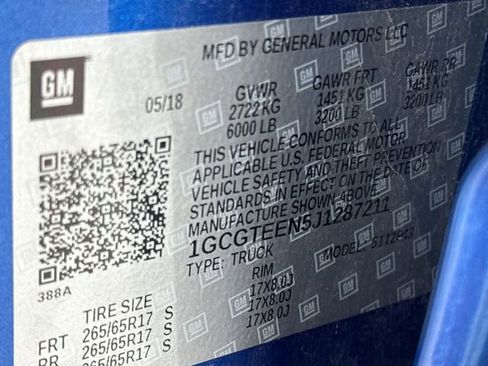 GM
MFD BY GENERAL MOTORS LLC
05/18 GVWR GAWR FRT GAWR RR
2722 KG 1451 KG 1451 KG
6000 LB 3200 LB 3200 LB
THIS VEHICLE CONFORMS TO ALL
APPLICABLE U.S. FEDERAL MOTOR
VEHICLE SAFETY AND THEFT PREVENTION
STANDARDS IN EFFECT ON THE DATE OF
MANUFACTURE SHOWN ABOVE.
1GCGTEEN5J1287211
TYPE: TRUCK MODEL:
388A
TIRE SIZE RIM
FRT 265/65R17 S 17X8.0J
RR 265/65R17 S 17X8.0J
265/65R17 S 17X8.0J